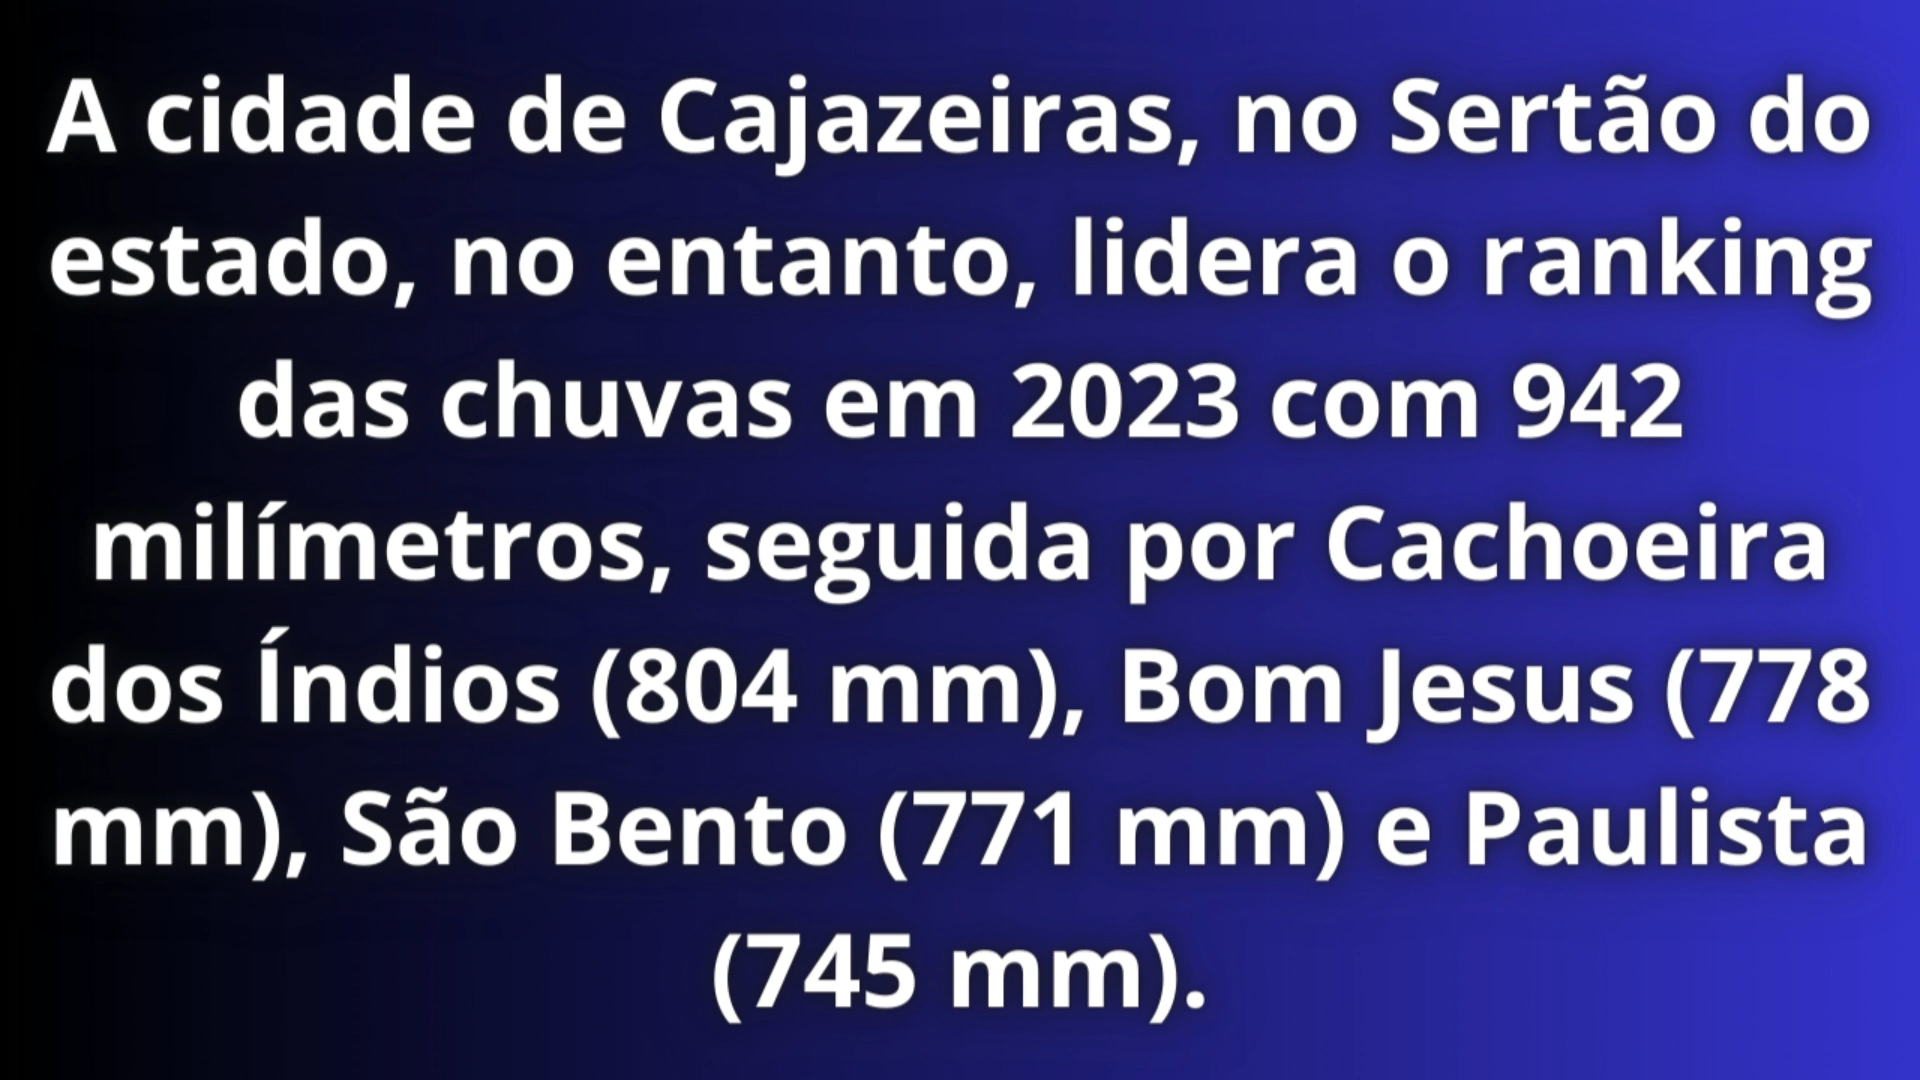 A cidade de Cajazeiras, no Sertão do
estado, no entanto, lidera o ranking
das chuvas em 2023 com 942
milímetros, seguida por Cachoeira
dos Índios (804 mm), Bom Jesus (778
mm), São Bento (771 mm) e Paulista
(745 mm).